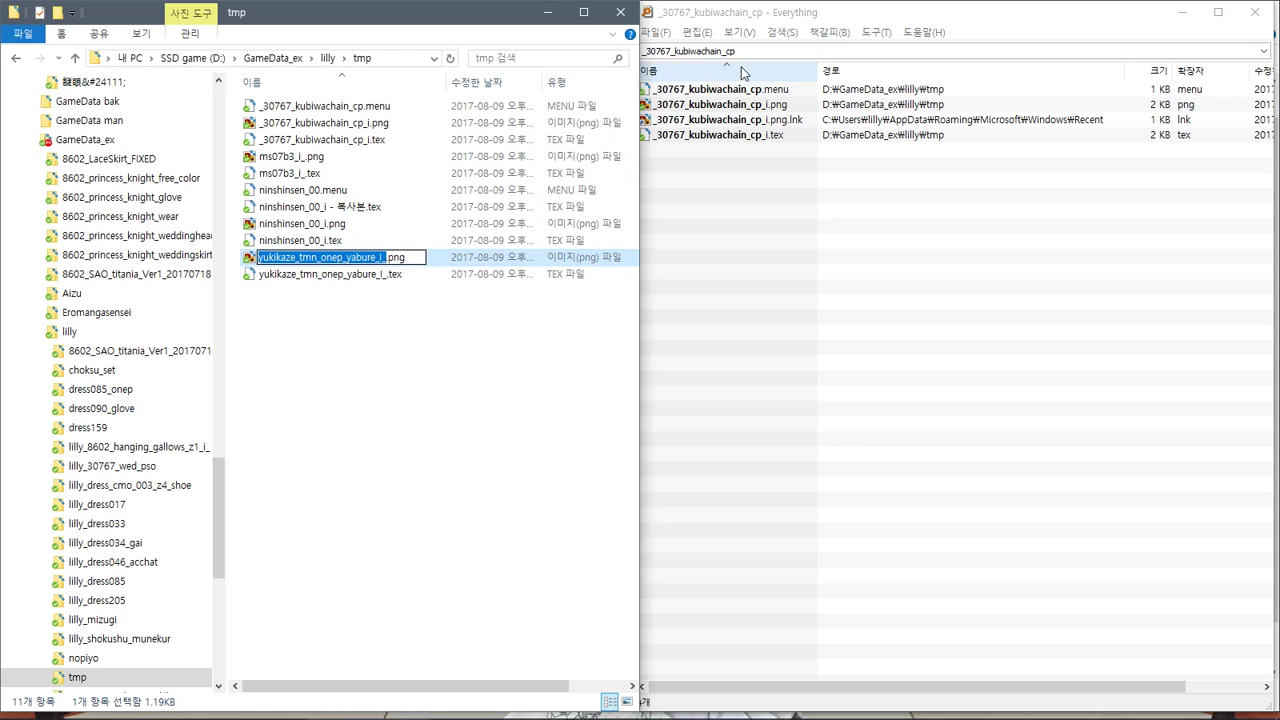 사진 도구
tmp
파일
홈
공유
보기
관리
내 PC
SSD game (D:)
GameData_ex
lilly
tmp
tmp 검색
&#24111;
GameData bak
GameData man
GameData_ex
8602_LaceSkirt_FIXED
8602_princess_knight_free_color
8602_princess_knight_glove
8602_princess_knight_wear
8602_princess_knight_weddinghea
8602_princess_knight_weddingskirt
8602_SAO_titania_Ver1_20170718
Aizu
Eromangasensei
lilly
8602_SAO_titania_Ver1_20170718
choksu_set
dress085_onep
dress090_glove
dress159
lilly_8602_hanging_gallows_z1_i_
lilly_30767_wed_pso
lilly_dress_cmo_003_z4_shoe
lilly_dress017
lilly_dress033
lilly_dress034_gai
lilly_dress046_acchat
lilly_dress085
lilly_dress205
lilly_mizugi
lilly_shokushu_munekur
nopiyo
tmp
이름
수정한 날짜
유형
_30767_kubiwachain_cp.menu 2017-08-09 오후... MENU 파일
_30767_kubiwachain_cp_i.png 2017-08-09 오후... 이미지(png) 파일
_30767_kubiwachain_cp_i.tex 2017-08-09 오후... TEX 파일
ms07b3_i_.png 2017-08-09 오후... 이미지(png) 파일
ms07b3_i_.tex 2017-08-09 오후... TEX 파일
ninshinsen_00.menu 2017-08-09 오후... MENU 파일
ninshinsen_00_i - 복사본.tex 2017-08-09 오후... TEX 파일
ninshinsen_00_i.png 2017-08-09 오후... 이미지(png) 파일
ninshinsen_00_i.tex 2017-08-09 오후... TEX 파일
yukikaze_tmn_onep_yabure_I_.png 2017-08-09 오후... 이미지(png) 파일
yukikaze_tmn_onep_yabure_I_.tex 2017-08-09 오후... TEX 파일
11개 항목
1개 항목 선택함 1.19KB
_30767_kubiwachain_cp - Everything
파일(F)
편집(E)
보기(V)
검색(S)
책갈피(B)
도구(T)
도움말(H)
_30767_kubiwachain_cp
이름
경로
크기
확장자
수정
_30767_kubiwachain_cp.menu D:₩GameData_ex₩lilly₩tmp 1 KB menu 2017
_30767_kubiwachain_cp_i.png D:₩GameData_ex₩lilly₩tmp 2 KB png 2017
_30767_kubiwachain_cp_i.png.lnk C:₩Users₩lilly₩AppData₩Roaming₩Microsoft₩Windows₩Recent 1 KB lnk 2017
_30767_kubiwachain_cp_i.tex D:₩GameData_ex₩lilly₩tmp 2 KB tex 2017